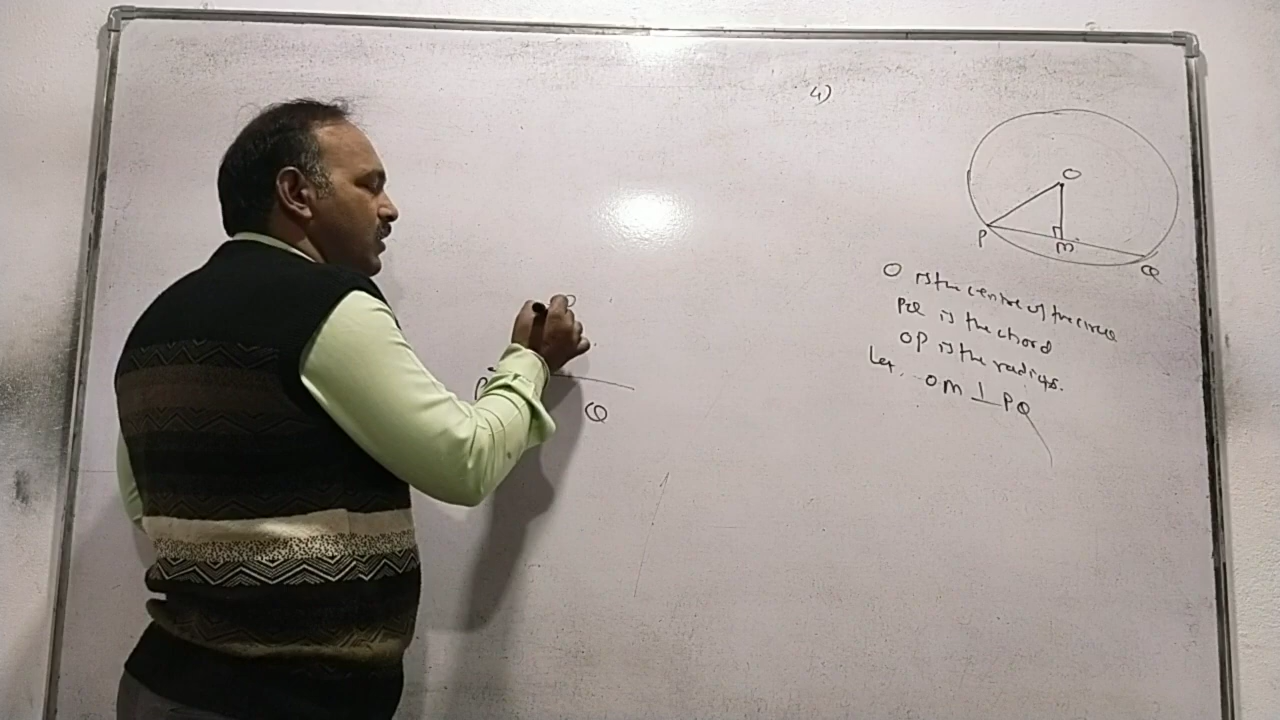 4)
O
P
M
Q
O is the centre of the circle
PQ is the chord
OP is the radius.
Let, OM ⊥ PQ
O
P
Q